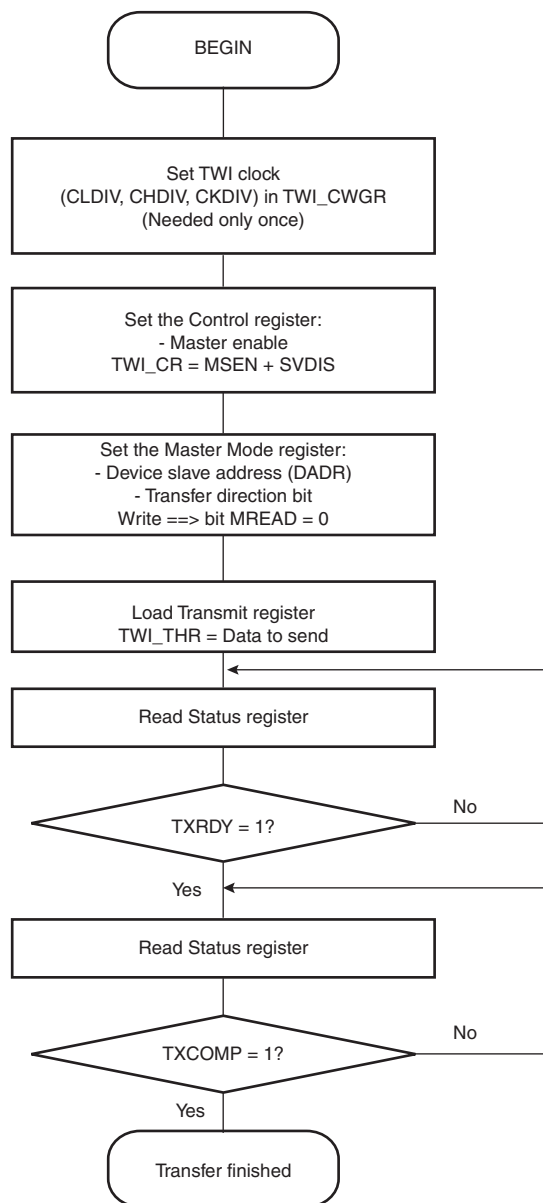 BEGIN
Set TWI clock
(CLDIV, CHDIV, CKDIV) in TWI_CWGR
(Needed only once)
Set the Control register:
- Master enable
TWI_CR = MSEN + SVDIS
Set the Master Mode register:
- Device slave address (DADR)
- Transfer direction bit
Write ==> bit MREAD = 0
Load Transmit register
TWI_THR = Data to send
Read Status register
TXRDY = 1?
No
Yes
Read Status register
TXCOMP = 1?
No
Yes
Transfer finished